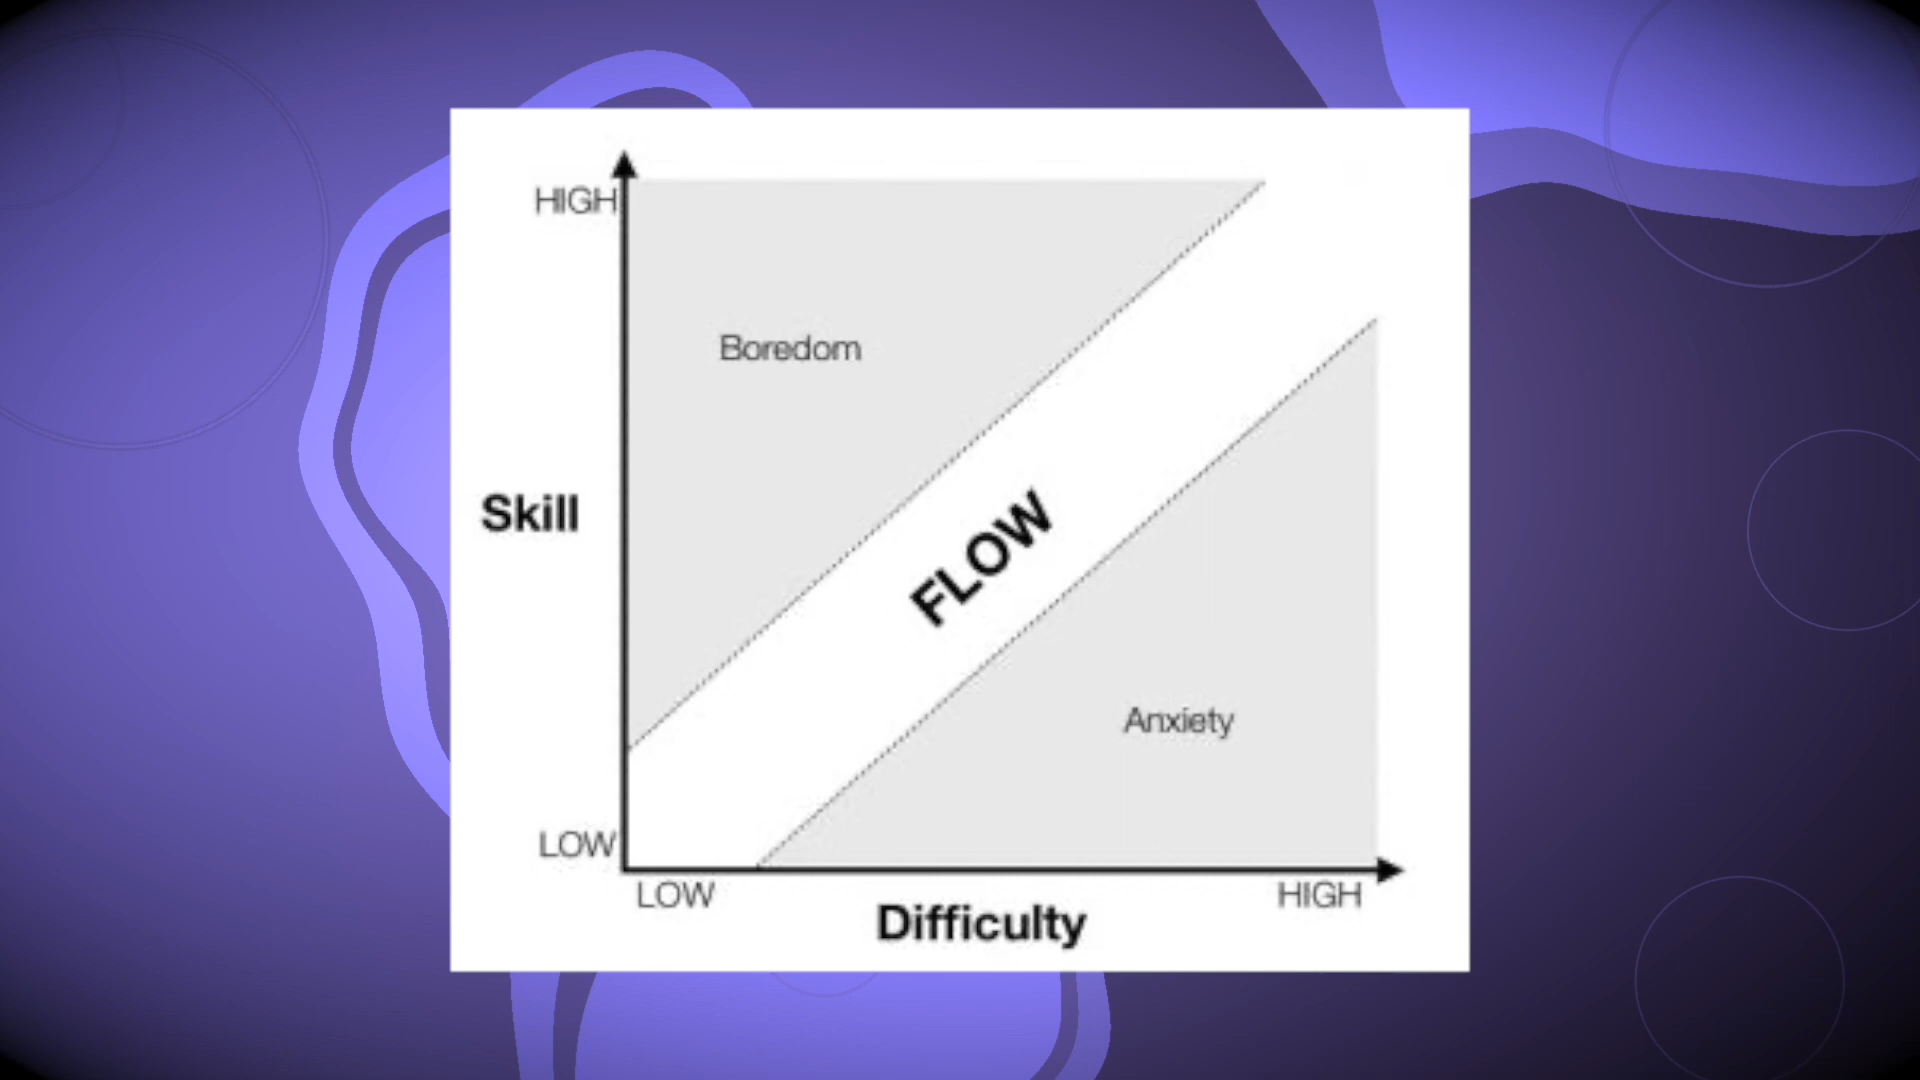 HIGH
Boredom
Skill
FLOW
Anxiety
LOW
LOW
HIGH
Difficulty